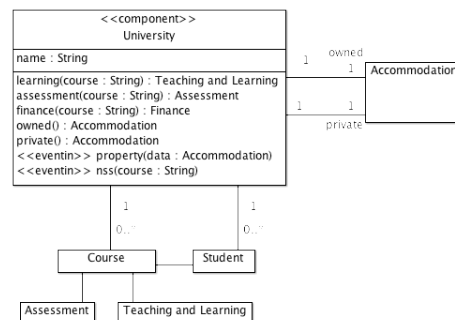 <<component>>
University
name : String
learning(course : String) : Teaching and Learning
assessment(course : String) : Assessment
finance(course : String) : Finance
owned() : Accommodation
private() : Accommodation
<<eventin>> property(data : Accommodation)
<<eventin>> nss(course : String)
owned
1
1
Accommodation
1
1
private
1
1
0..*
0..*
Course
Student
Assessment
Teaching and Learning